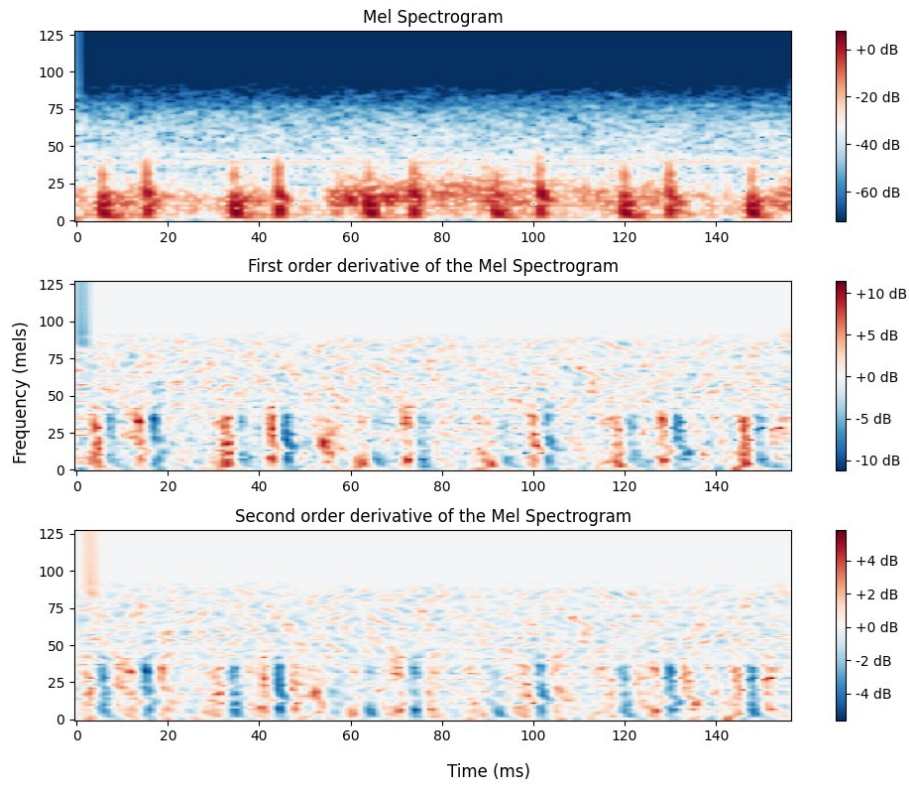 Mel Spectrogram
125
100
75
50
25
0
0 20 40 60 80 100 120 140
+0 dB
-20 dB
-40 dB
-60 dB
First order derivative of the Mel Spectrogram
125
100
75
50
25
0
0 20 40 60 80 100 120 140
+10 dB
+5 dB
+0 dB
-5 dB
-10 dB
Frequency (mels)
Second order derivative of the Mel Spectrogram
125
100
75
50
25
0
0 20 40 60 80 100 120 140
+4 dB
+2 dB
+0 dB
-2 dB
-4 dB
Time (ms)